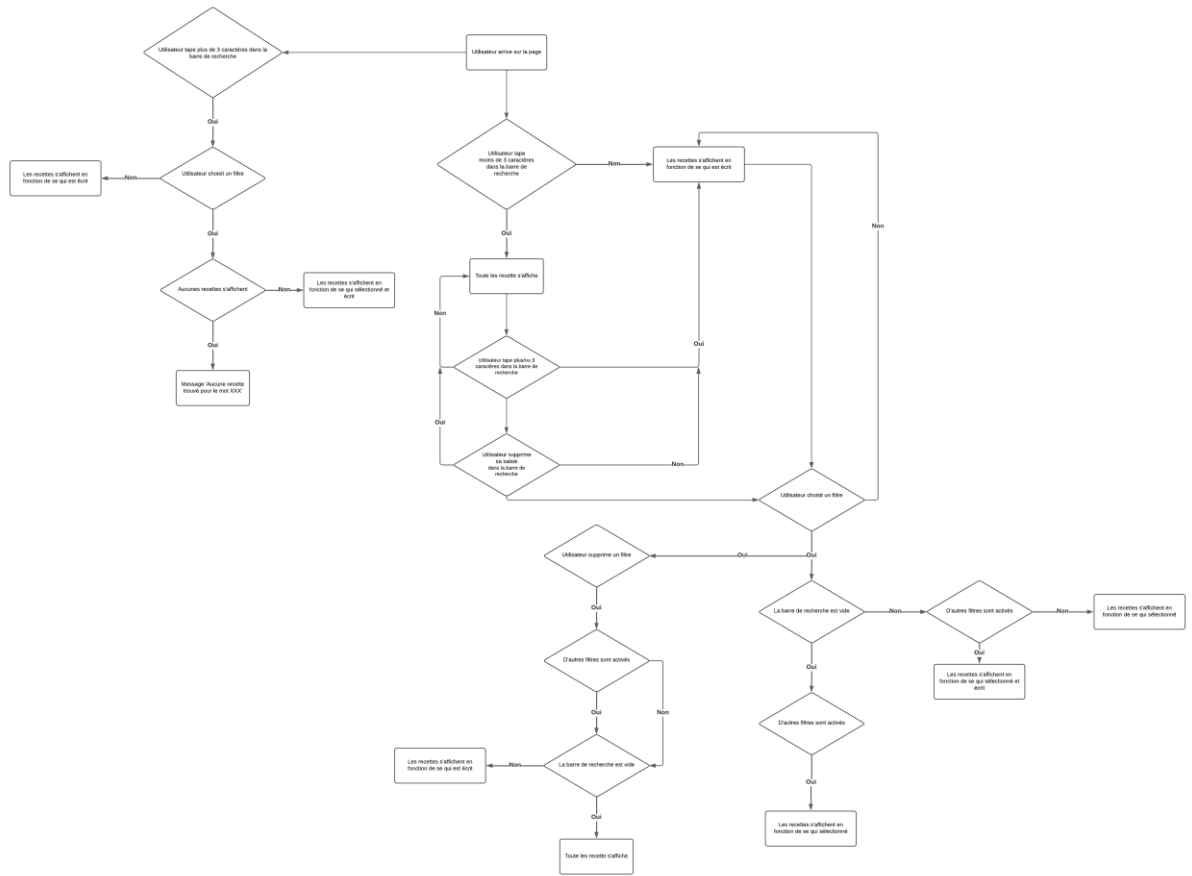 Utilisateur tape plus de 3 caractères dans la
barre de recherche
Utilisateur arrive sur la page
Oui
Utilisateur choisit un filtre
Non
Les recettes s'affichent en
fonction de se qui est écrit
Oui
Aucunes recettes s'affichent
Non
Les recettes s'affichent en
fonction de se qui sélectionné et
écrit
Oui
Message 'Aucune recette
trouvé pour le mot XXX'
Utilisateur tape
moins de 3 caractères
dans la barre de
recherche
Non
Les recettes s'affichent en
fonction de se qui est écrit
Non
Oui
Toute les recette s'affiche
Non
Utilisateur tape plus/ou 3
caractères dans la barre de
recherche
Oui
Oui
Utilisateur supprime
sa saisie
dans la barre de
recherche
Non
Utilisateur choisit un filtre
Utilisateur supprime un filtre
Oui
Oui
Oui
D'autres filtres sont activés
Oui
Non
La barre de recherche est vide
Non
Les recettes s'affichent en
fonction de se qui est écrit
Oui
Toute les recette s'affiche
La barre de recherche est vide
Non
D'autres filtres sont activés
Non
Les recettes s'affichent en
fonction de se qui sélectionné
Oui
Les recettes s'affichent en
fonction de se qui sélectionné et
écrit
Oui
D'autres filtres sont activés
Oui
Les recettes s'affichent en
fonction de se qui sélectionné